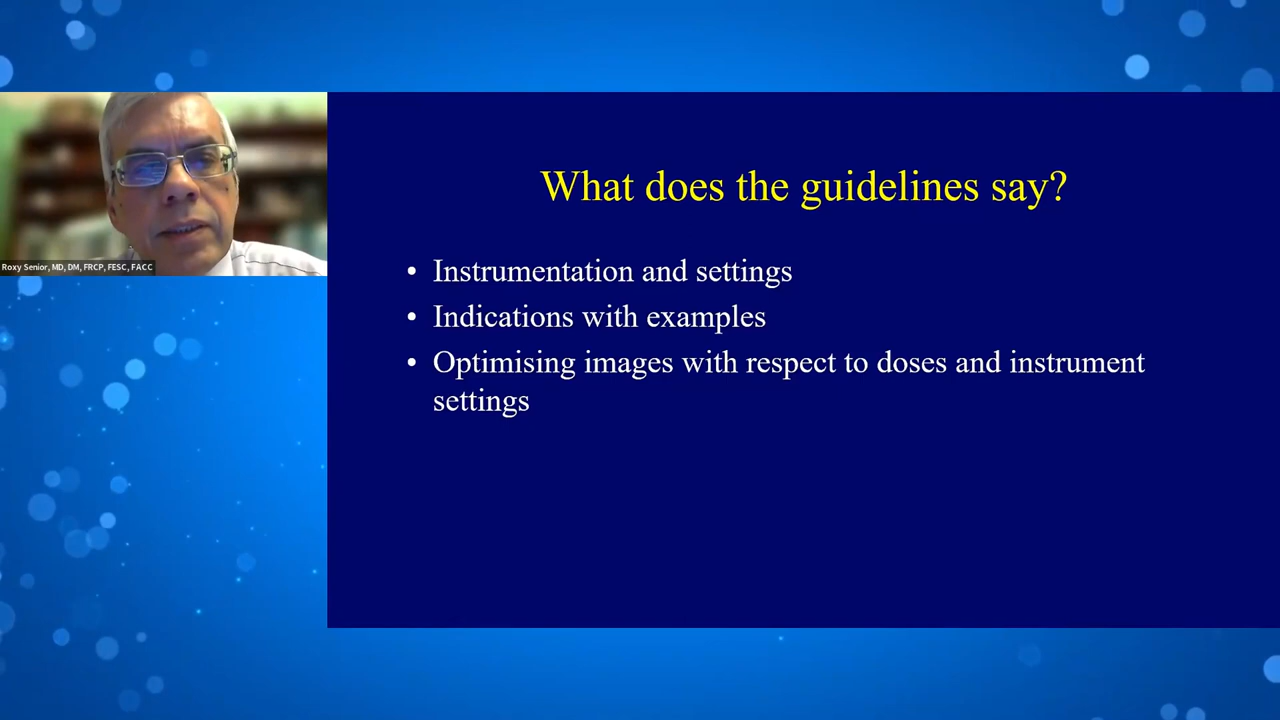 Roxy Senior, MD, DM, FRCP, FESC, FACC
What does the guidelines say?
• Instrumentation and settings
• Indications with examples
• Optimising images with respect to doses and instrument
settings